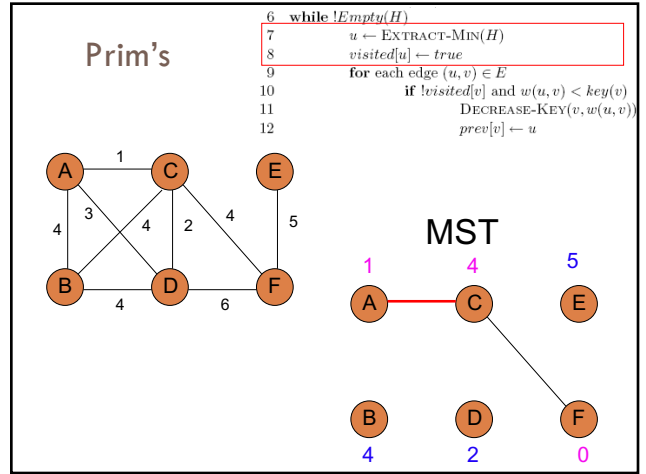 Prim's
6 while !Empty(H)
7 u ← EXTRACT-MIN(H)
8 visited[u] ← true
9 for each edge (u, v) ∈ E
10 if !visited[v] and w(u, v) < key(v)
11 DECREASE-KEY(v, w(u, v))
12 prev[v] ← u
1
A C E
3 4 2 4
4 5
B D F
4 6
MST
1 4 5
A C E
B D F
4 2 0